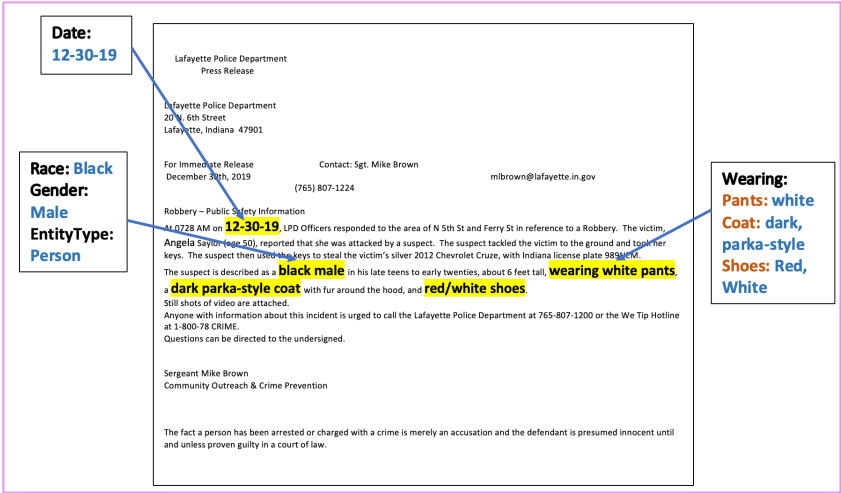 Date:
12-30-19
Lafayette Police Department
Press Release
Lafayette Police Department
20 N. 6th Street
Lafayette, Indiana 47901
For Immediate Release Contact: Sgt. Mike Brown
December 30th, 2019 mlbrown@lafayette.in.gov
(765) 807-1224
Race: Black
Gender:
Male
EntityType:
Person
Robbery – Public Safety Information
At 0728 AM on 12-30-19, LPD Officers responded to the area of N 5th St and Ferry St in reference to a Robbery. The victim,
Angela Saylor (age 50), reported that she was attacked by a suspect. The suspect tackled the victim to the ground and took her
keys. The suspect then used the keys to steal the victim's silver 2012 Chevrolet Cruze, with Indiana license plate
The suspect is described as a black male in his late teens to early twenties, about 6 feet tall, wearing white pants,
a dark parka-style coat with fur around the hood, and red/white shoes.
Still shots of video are attached.
Anyone with information about this incident is urged to call the Lafayette Police Department at 765-807-1200 or the We Tip Hotline
at 1-800-78 CRIME.
Questions can be directed to the undersigned.
Sergeant Mike Brown
Community Outreach & Crime Prevention
The fact a person has been arrested or charged with a crime is merely an accusation and the defendant is presumed innocent until
and unless proven guilty in a court of law.
Wearing:
Pants: white
Coat: dark,
parka-style
Shoes: Red,
White